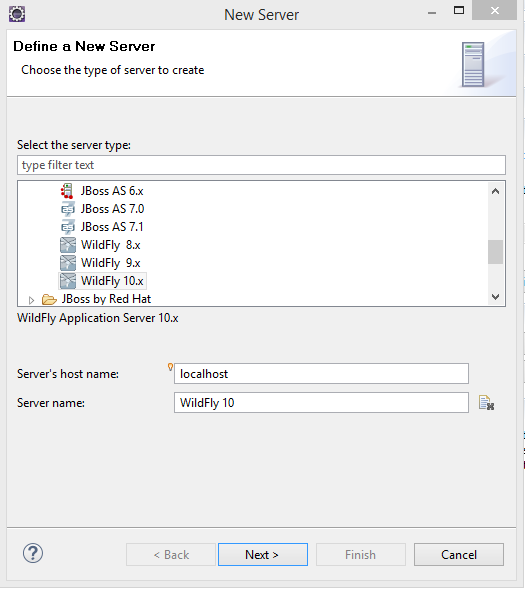 New Server
Define a New Server
Choose the type of server to create
Select the server type:
type filter text
JBoss AS 6.x
JBoss AS 7.0
JBoss AS 7.1
WildFly 8.x
WildFly 9.x
WildFly 10.x
JBoss by Red Hat
WildFly Application Server 10.x
Server's host name: localhost
Server name: WildFly 10
? < Back Next > Finish Cancel